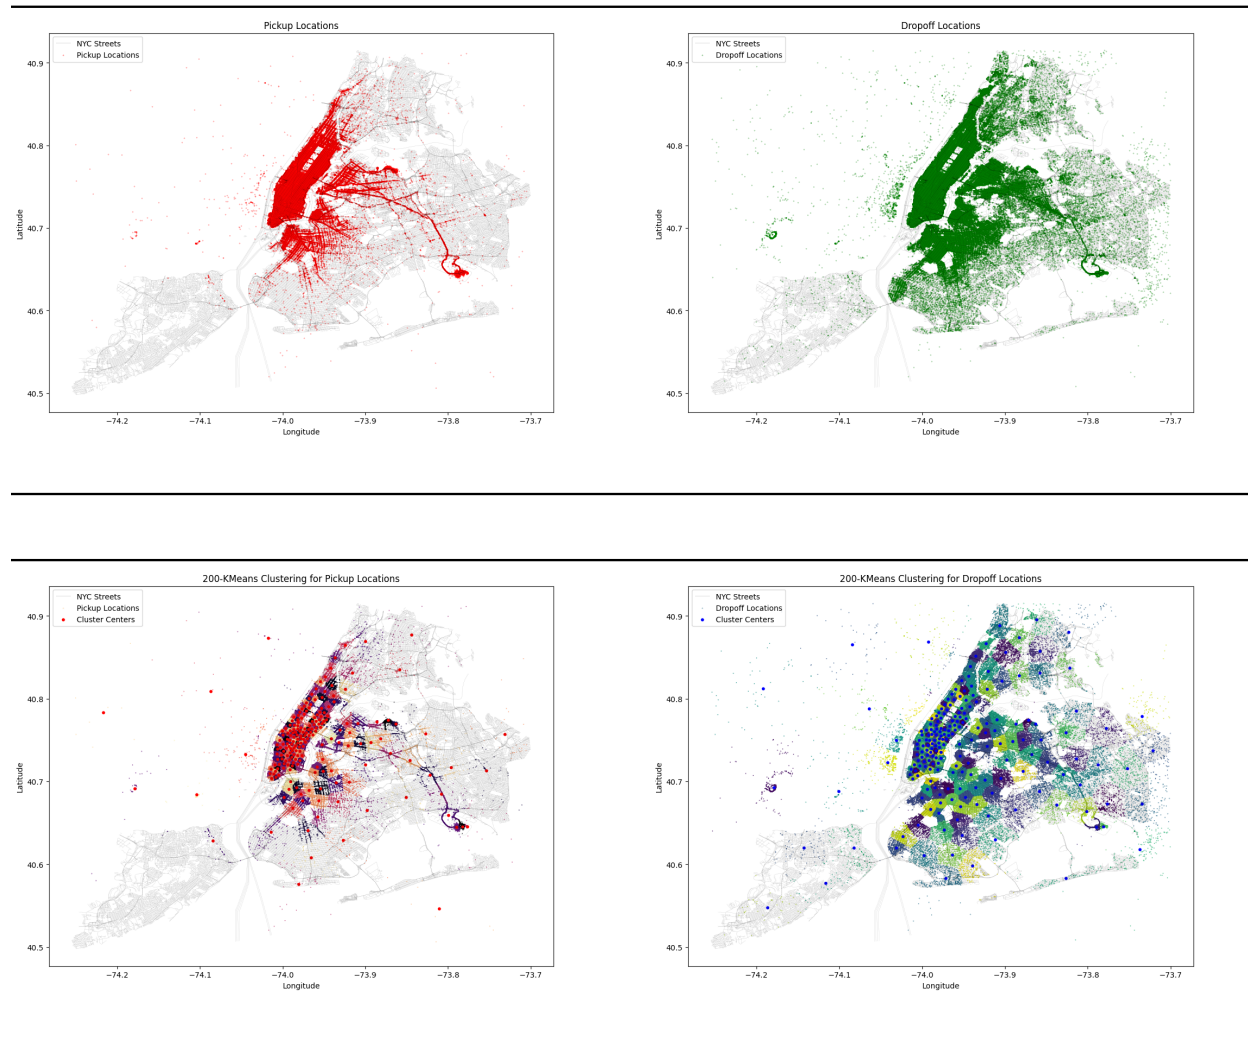 Pickup Locations
NYC Streets
Pickup Locations
40.9
40.8
40.7
40.6
40.5
Latitude
−74.2 −74.1 −74.0 −73.9 −73.8 −73.7
Longitude
Dropoff Locations
NYC Streets
Dropoff Locations
40.9
40.8
40.7
40.6
40.5
Latitude
−74.2 −74.1 −74.0 −73.9 −73.8 −73.7
Longitude
200-KMeans Clustering for Pickup Locations
NYC Streets
Pickup Locations
Cluster Centers
40.9
40.8
40.7
40.6
40.5
Latitude
−74.2 −74.1 −74.0 −73.9 −73.8 −73.7
Longitude
200-KMeans Clustering for Dropoff Locations
NYC Streets
Dropoff Locations
Cluster Centers
40.9
40.8
40.7
40.6
40.5
Latitude
−74.2 −74.1 −74.0 −73.9 −73.8 −73.7
Longitude